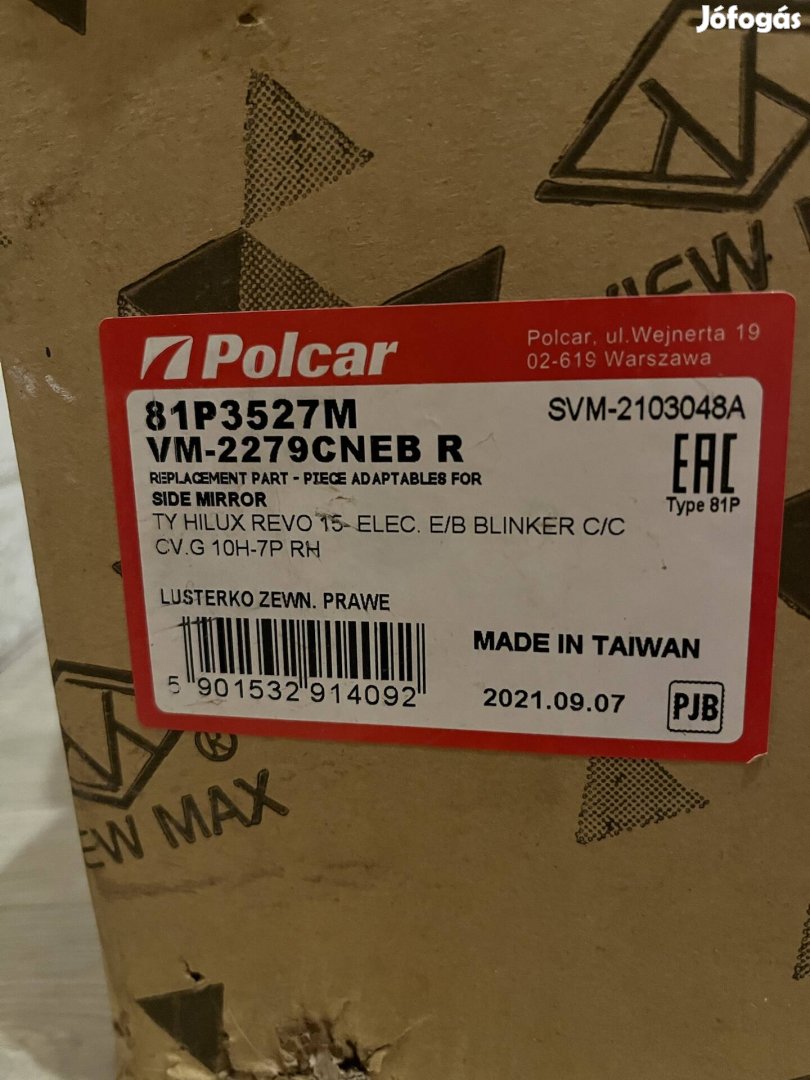 Jófogás
VIEW
Polcar
Polcar, ul.Wejnerta 19
02-619 Warszawa
81P3527M
SVM-2103048A
VM-2279CNEB R
REPLACEMENT PART - PIECE ADAPTABLES FOR
SIDE MIRROR
EAC
Type 81P
TY HILUX REVO 15- ELEC. E/B BLINKER C/C
CV.G 10H-7P RH
LUSTERKO ZEWN. PRAWE
MADE IN TAIWAN
5 901532 914092
2021.09.07
PJB
®
EW MAX